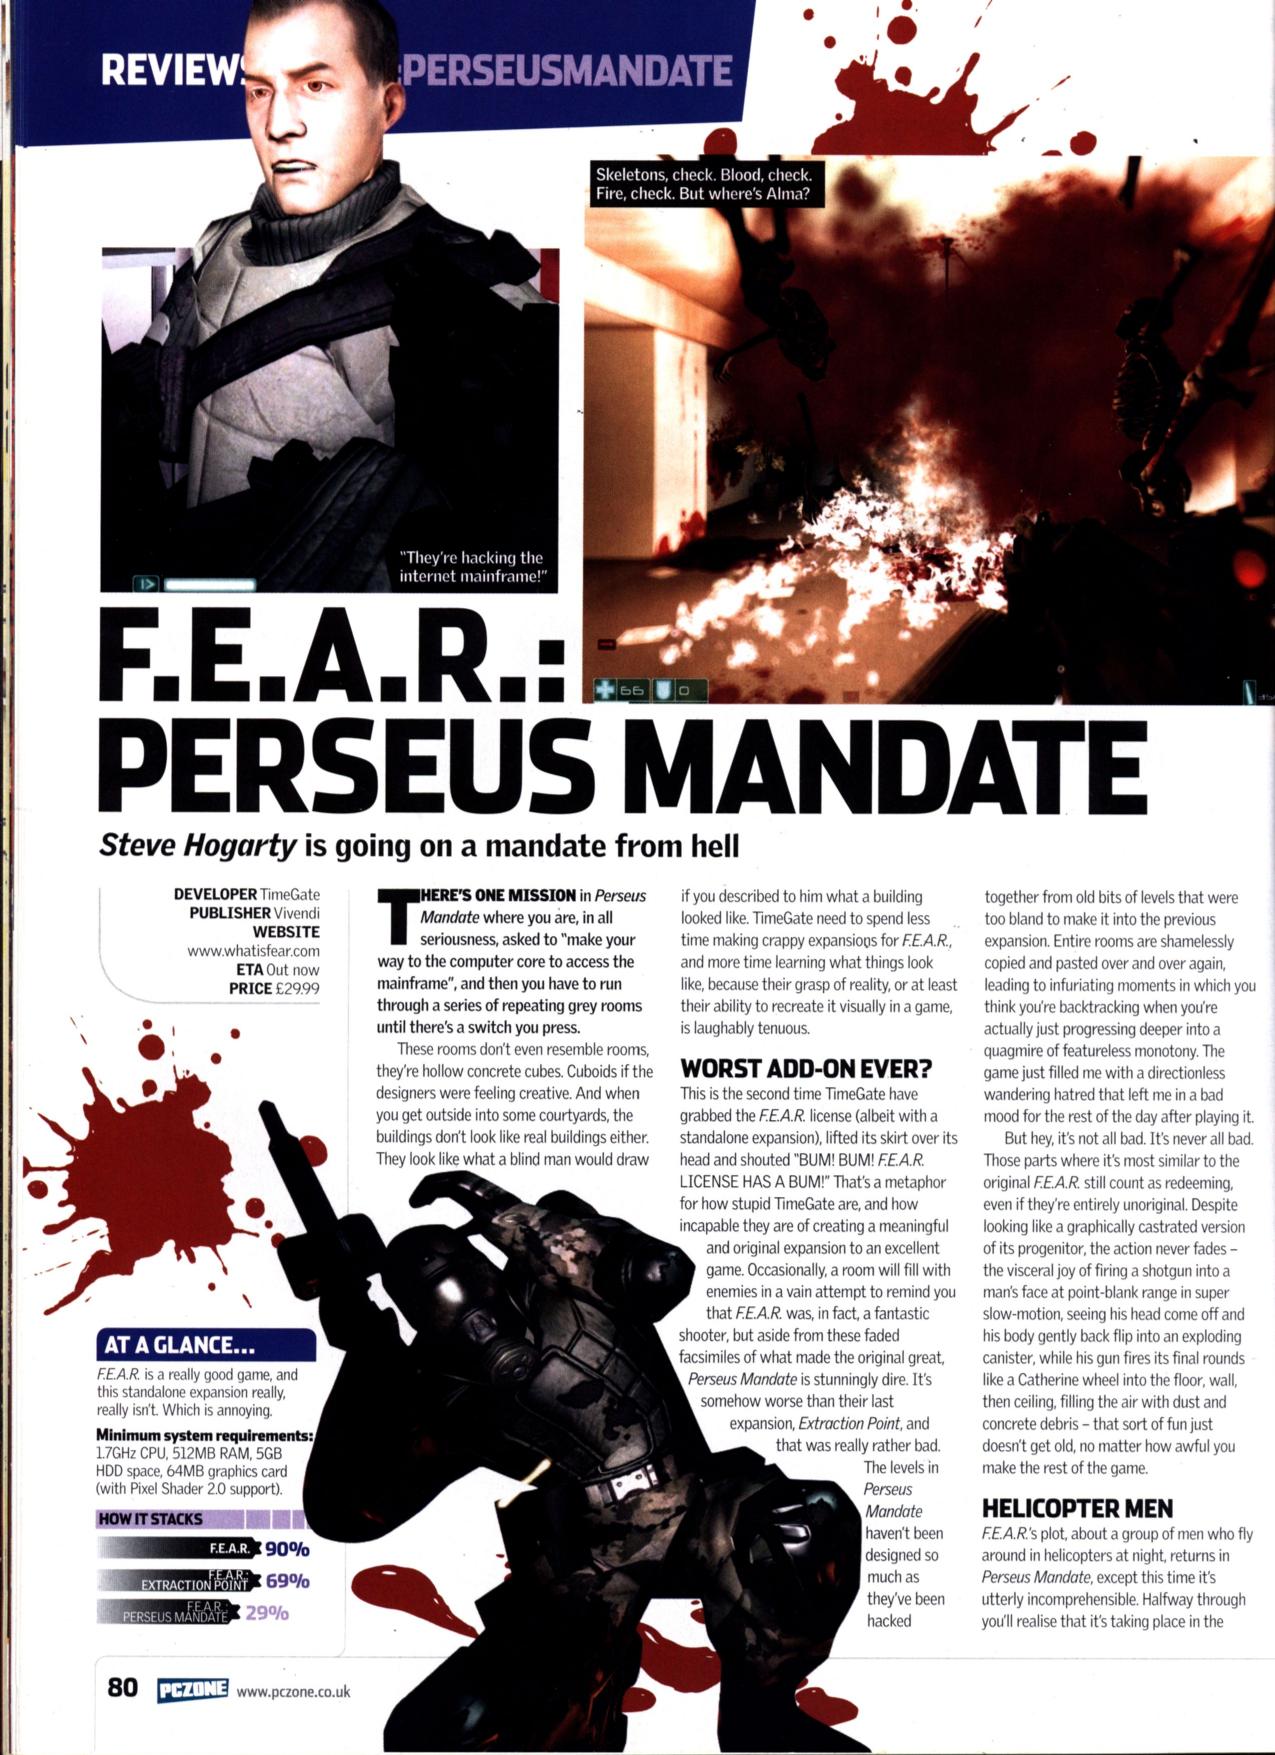 REVIEWS
:PERSEUSMANDATE
Skeletons, check. Blood, check.
Fire, check. But where's Alma?
"They're hacking the
internet mainframe!"
66 0
F.E.A.R.:
PERSEUS MANDATE
Steve Hogarty is going on a mandate from hell
DEVELOPER TimeGate
PUBLISHER Vivendi
WEBSITE
www.whatisfear.com
ETA Out now
PRICE £29.99
THERE'S ONE MISSION in Perseus
Mandate where you are, in all
seriousness, asked to "make your
way to the computer core to access the
mainframe", and then you have to run
through a series of repeating grey rooms
until there's a switch you press.
These rooms don't even resemble rooms,
they're hollow concrete cubes. Cuboids if the
designers were feeling creative. And when
you get outside into some courtyards, the
buildings don't look like real buildings either.
They look like what a blind man would draw
if you described to him what a building
looked like. TimeGate need to spend less
time making crappy expansions for F.E.A.R.,
and more time learning what things look
like, because their grasp of reality, or at least
their ability to recreate it visually in a game,
is laughably tenuous.
WORST ADD-ON EVER?
This is the second time TimeGate have
grabbed the F.E.A.R. license (albeit with a
standalone expansion), lifted its skirt over its
head and shouted "BUM! BUM! F.E.A.R.
LICENSE HAS A BUM!" That's a metaphor
for how stupid TimeGate are, and how
incapable they are of creating a meaningful
and original expansion to an excellent
game. Occasionally, a room will fill with
enemies in a vain attempt to remind you
that F.E.A.R. was, in fact, a fantastic
shooter, but aside from these faded
facsimiles of what made the original great,
Perseus Mandate is stunningly dire. It's
somehow worse than their last
expansion, Extraction Point, and
that was really rather bad.
The levels in
Perseus
Mandate
haven't been
designed so
much as
they've been
hacked
together from old bits of levels that were
too bland to make it into the previous
expansion. Entire rooms are shamelessly
copied and pasted over and over again,
leading to infuriating moments in which you
think you're backtracking when you're
actually just progressing deeper into a
quagmire of featureless monotony. The
game just filled me with a directionless
wandering hatred that left me in a bad
mood for the rest of the day after playing it.
But hey, it's not all bad. It's never all bad.
Those parts where it's most similar to the
original F.E.A.R. still count as redeeming,
even if they're entirely unoriginal. Despite
looking like a graphically castrated version
of its progenitor, the action never fades –
the visceral joy of firing a shotgun into a
man's face at point-blank range in super
slow-motion, seeing his head come off and
his body gently back flip into an exploding
canister, while his gun fires its final rounds
like a Catherine wheel into the floor, wall,
then ceiling, filling the air with dust and
concrete debris – that sort of fun just
doesn't get old, no matter how awful you
make the rest of the game.
HELICOPTER MEN
F.E.A.R.'s plot, about a group of men who fly
around in helicopters at night, returns in
Perseus Mandate, except this time it's
utterly incomprehensible. Halfway through
you'll realise that it's taking place in the
AT A GLANCE...
F.E.A.R. is a really good game, and
this standalone expansion really,
really isn't. Which is annoying.
Minimum system requirements:
1.7GHz CPU, 512MB RAM, 5GB
HDD space, 64MB graphics card
(with Pixel Shader 2.0 support).
HOW IT STACKS
F.E.A.R. 90%
F.E.A.R.:
EXTRACTION POINT 69%
F.E.A.R.:
PERSEUS MANDATE 29%
80 PCZONE www.pczone.co.uk